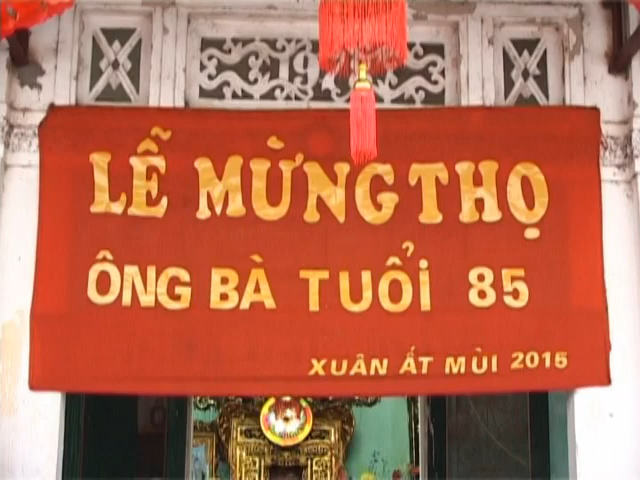 LỄ MỪNG THỌ
ÔNG BÀ TUỔI 85
XUÂN ẤT MÙI 2015